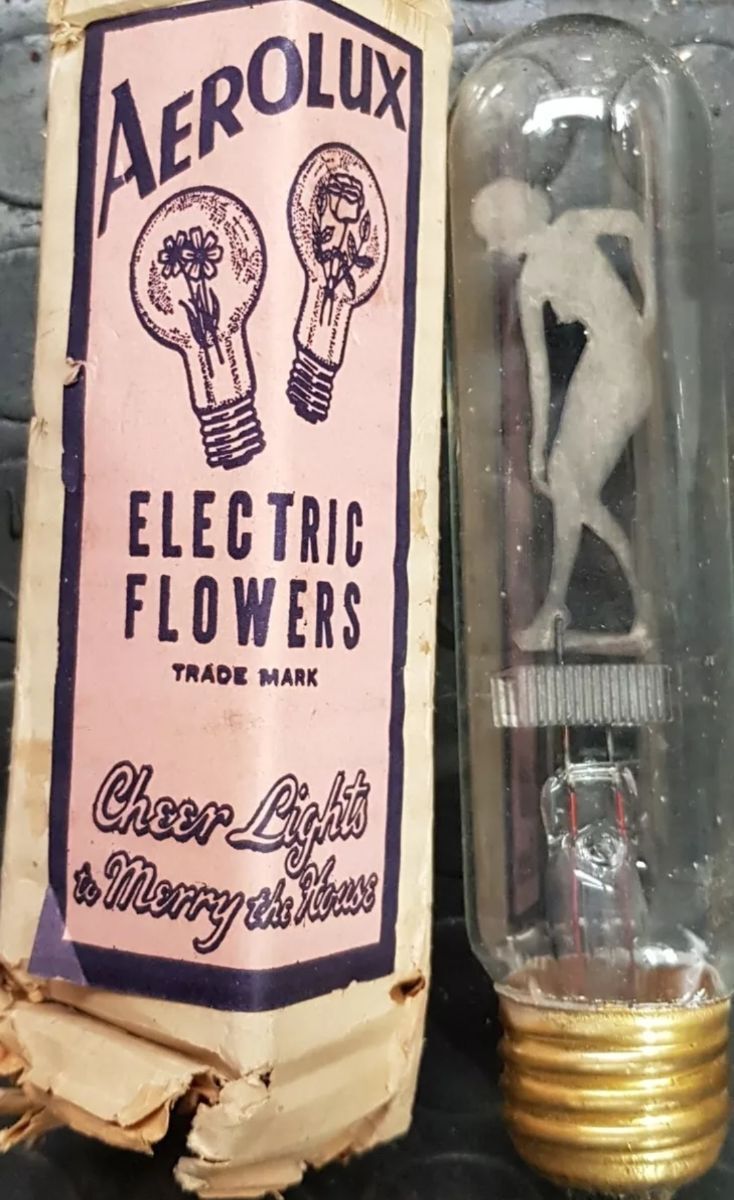 AEROLUX
ELECTRIC
FLOWERS
TRADE MARK
Cheer Lights
to Merry the House